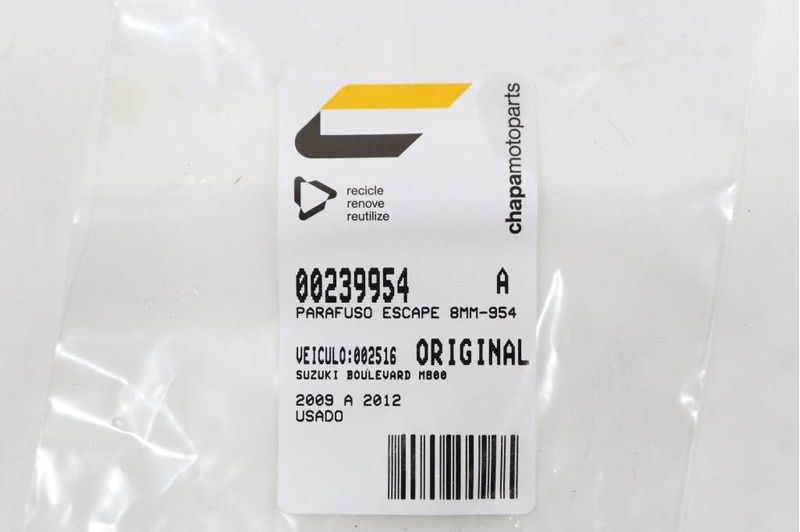 chapamotoparts
recicle
renove
reutilize
00239954 A
PARAFUSO ESCAPE 8MM-954
VEICULO:002516 ORIGINAL
SUZUKI BOULEVARD M800
2009 A 2012
USADO